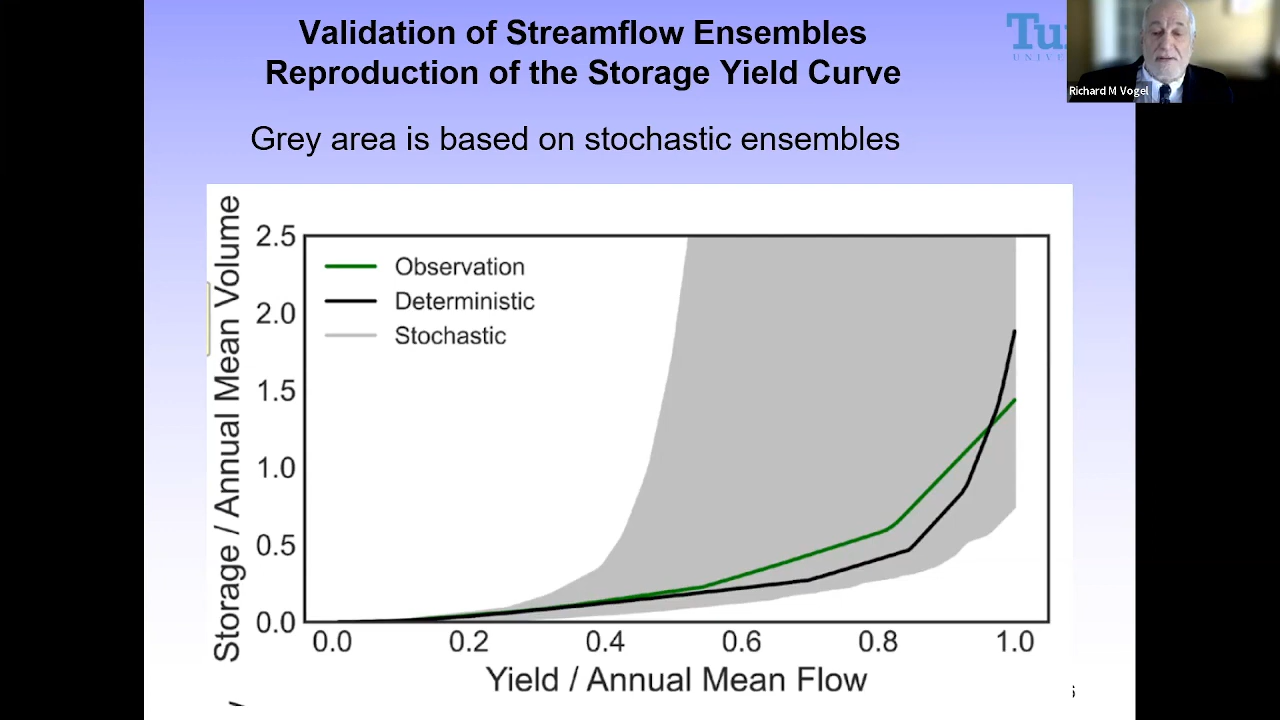 Validation of Streamflow Ensembles
Reproduction of the Storage Yield Curve
Richard M Vogel
Grey area is based on stochastic ensembles
Storage / Annual Mean Volume
2.5
2.0
1.5
1.0
0.5
0.0
Observation
Deterministic
Stochastic
0.0 0.2 0.4 0.6 0.8 1.0
Yield / Annual Mean Flow